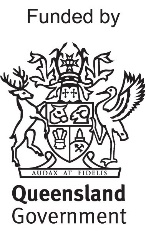 Funded by
AUDAX AT FIDELIS
Queensland
Government